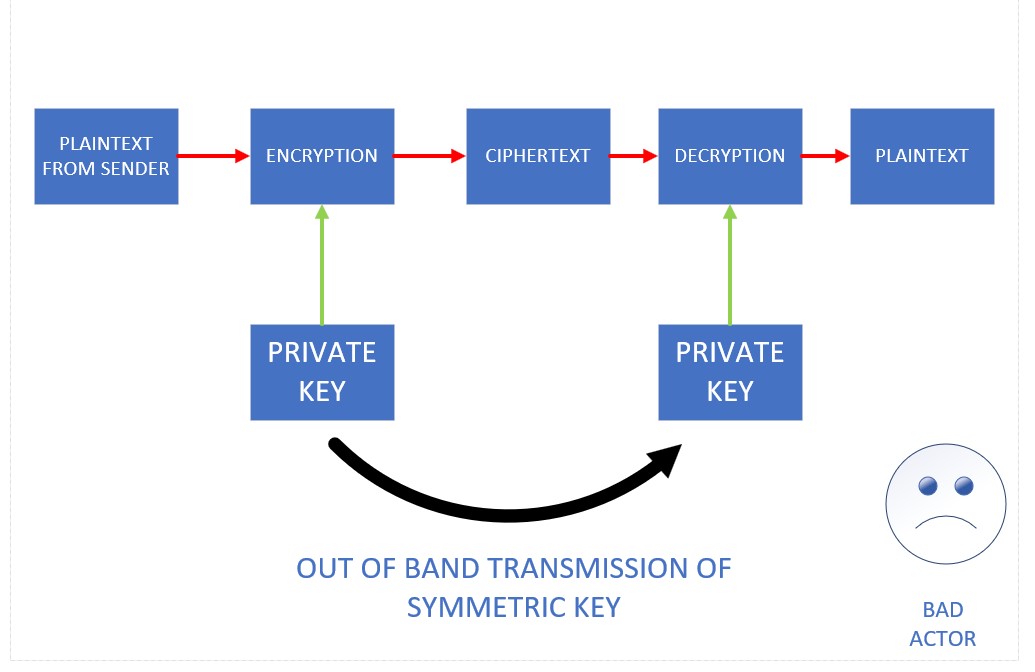 PLAINTEXT
FROM SENDER
ENCRYPTION
CIPHERTEXT
DECRYPTION
PLAINTEXT
PRIVATE
KEY
PRIVATE
KEY
OUT OF BAND TRANSMISSION OF
SYMMETRIC KEY
BAD
ACTOR